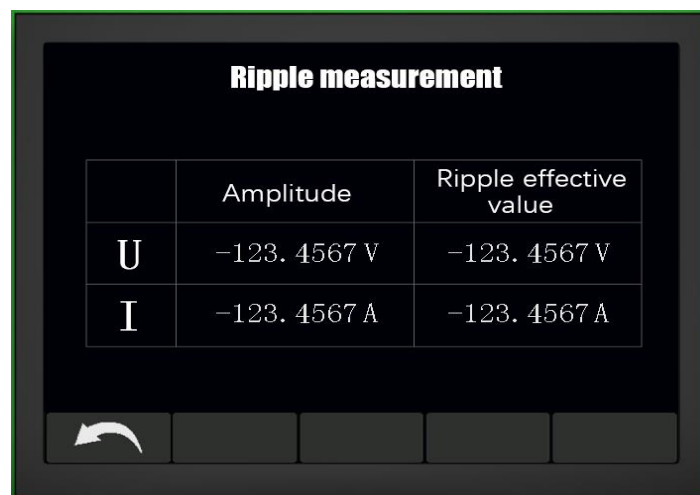 Ripple measurement
Amplitude
Ripple effective
value
U
-123.4567 V
-123.4567 V
I
-123.4567 A
-123.4567 A